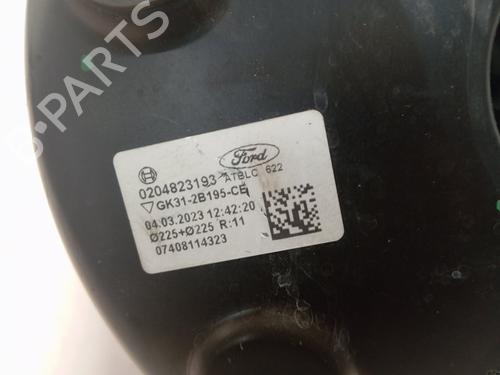 B-PARTS
Ford
0204823193 ATBLC 622
GK31-2B195-CE
04.03.2023 12:42:20
Ø225+Ø225 R:11
07408114323